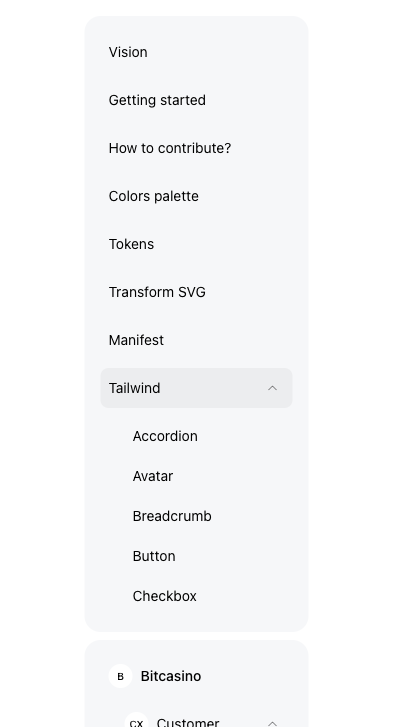 Vision
Getting started
How to contribute?
Colors palette
Tokens
Transform SVG
Manifest
Tailwind
Accordion
Avatar
Breadcrumb
Button
Checkbox
B Bitcasino
CX Customer